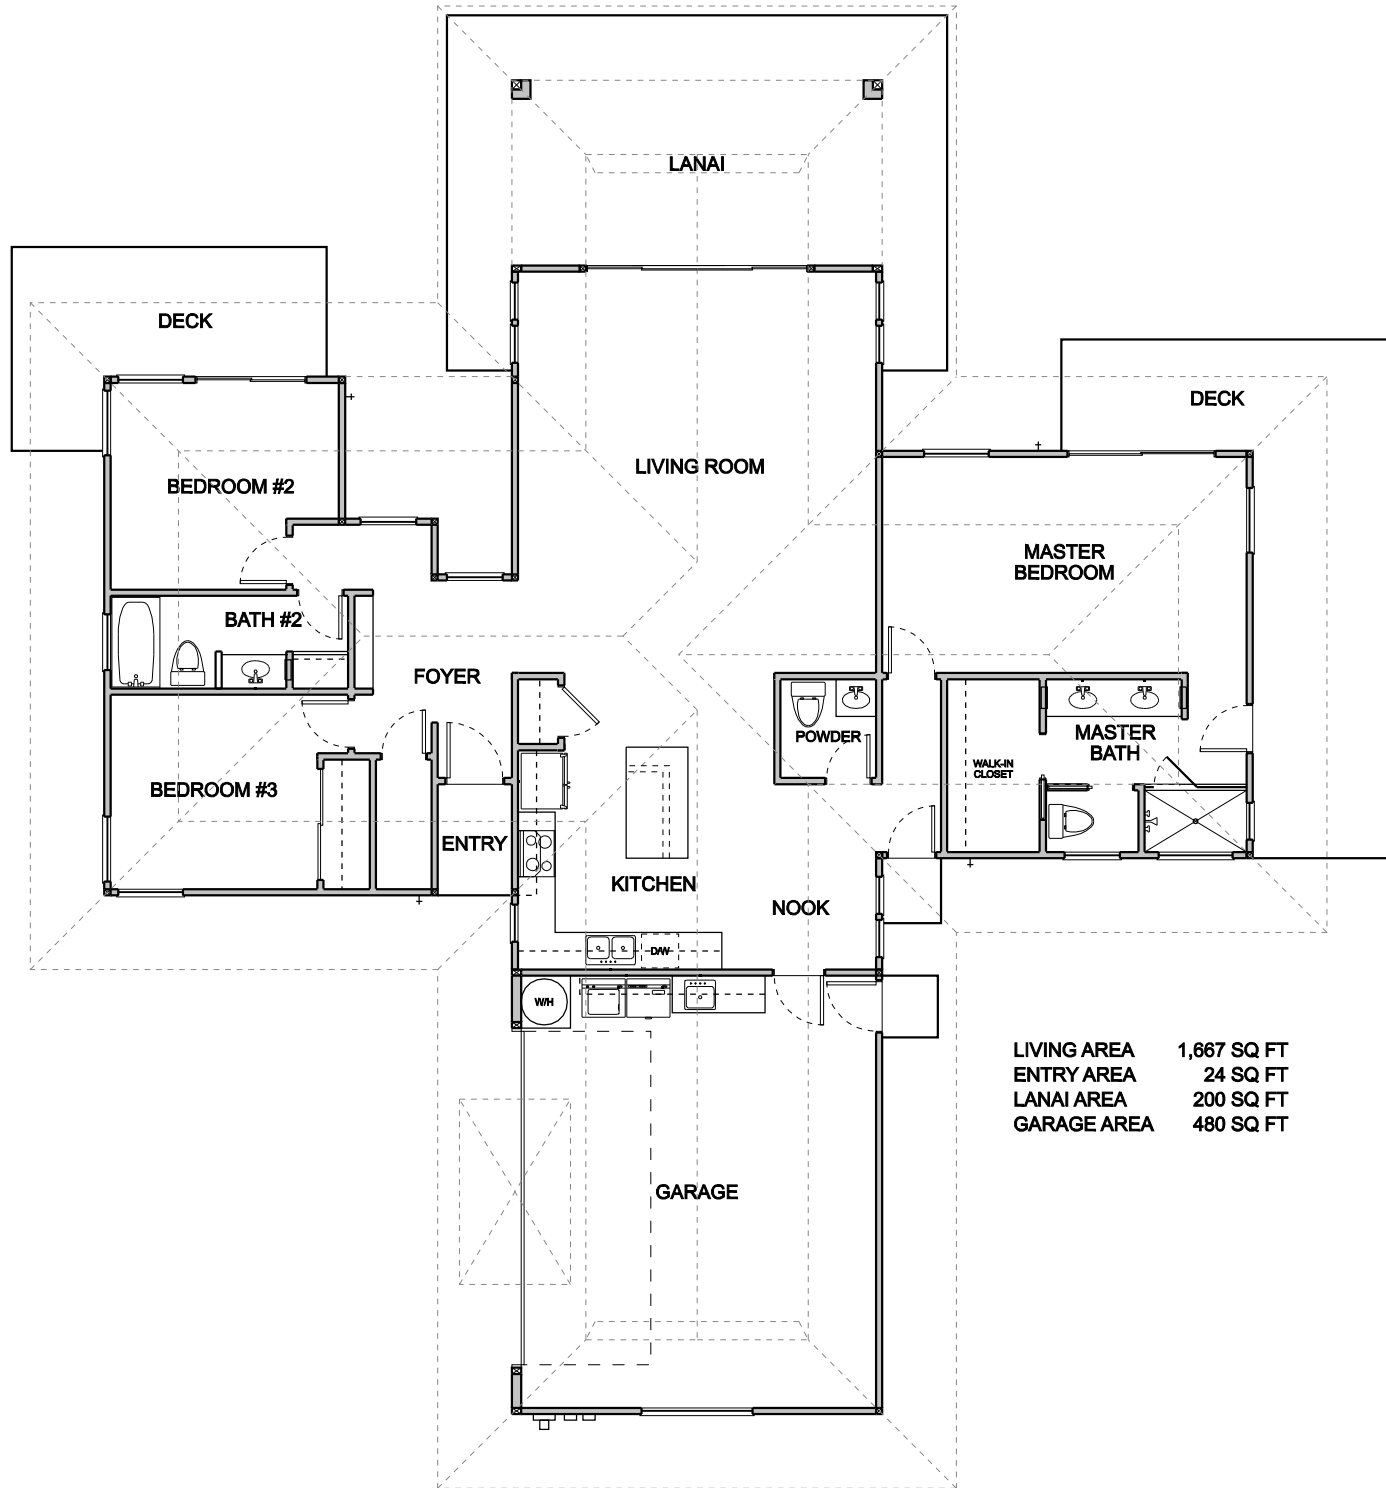 LANAI
DECK
DECK
LIVING ROOM
BEDROOM #2
MASTER
BEDROOM
BATH #2
FOYER
POWDER
MASTER
BATH
WALK-IN
CLOSET
BEDROOM #3
ENTRY
KITCHEN
NOOK
D/W
W/H
LIVING AREA 1,667 SQ FT
ENTRY AREA 24 SQ FT
LANAI AREA 200 SQ FT
GARAGE AREA 480 SQ FT
GARAGE